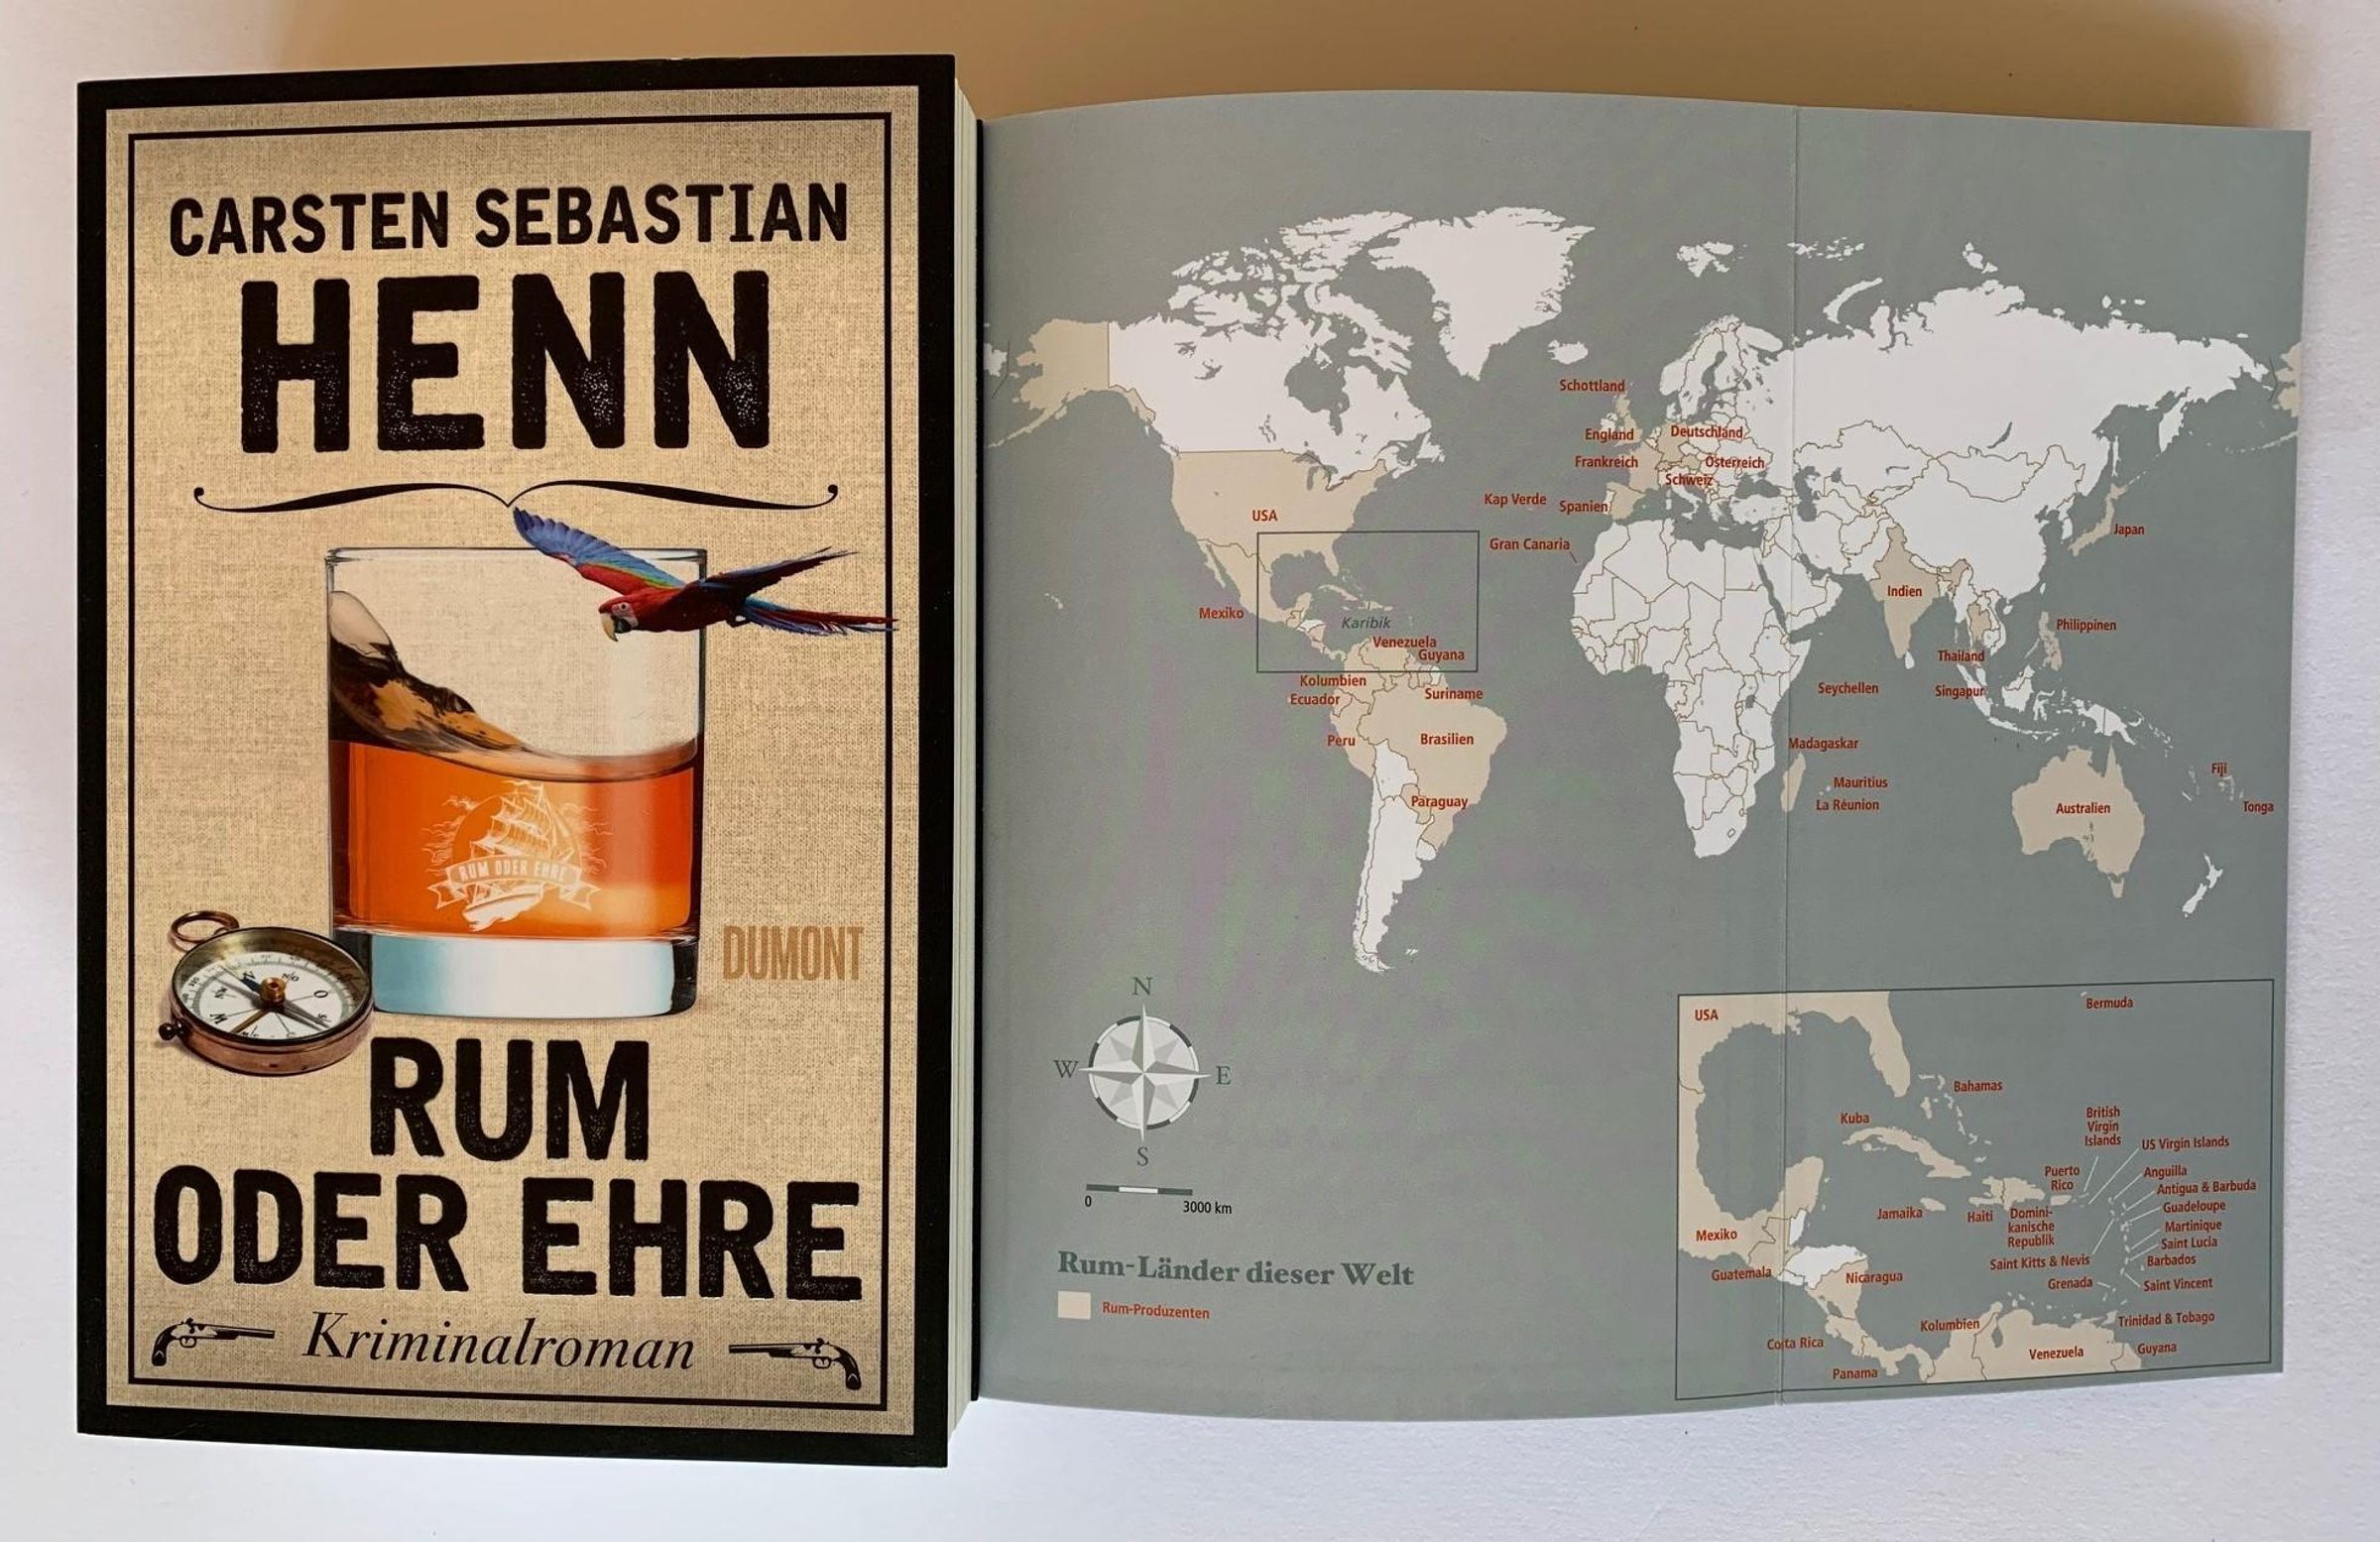 CARSTEN SEBASTIAN
HENN
RUM ODER EHRE
DUMONT
RUM
ODER EHRE
Kriminalroman
Schottland
England
Deutschland
Frankreich
Österreich
Schweiz
Kap Verde
Spanien
USA
Gran Canaria
Japan
Indien
Mexiko
Karibik
Philippinen
Venezuela
Guyana
Thailand
Kolumbien
Ecuador
Suriname
Seychellen
Singapur
Peru
Brasilien
Madagaskar
Mauritius
La Réunion
Paraguay
Australien
Fiji
Tonga
N
W
E
S
0
3000 km
Rum-Länder dieser Welt
Rum-Produzenten
USA
Bermuda
Bahamas
Kuba
British
Virgin
Islands
US Virgin Islands
Puerto
Rico
Anguilla
Antigua & Barbuda
Guadeloupe
Jamaika
Haiti
Domini-
kanische
Republik
Martinique
Saint Lucia
Mexiko
Saint Kitts & Nevis
Barbados
Guatemala
Nicaragua
Grenada
Saint Vincent
Kolumbien
Trinidad & Tobago
Costa Rica
Venezuela
Guyana
Panama